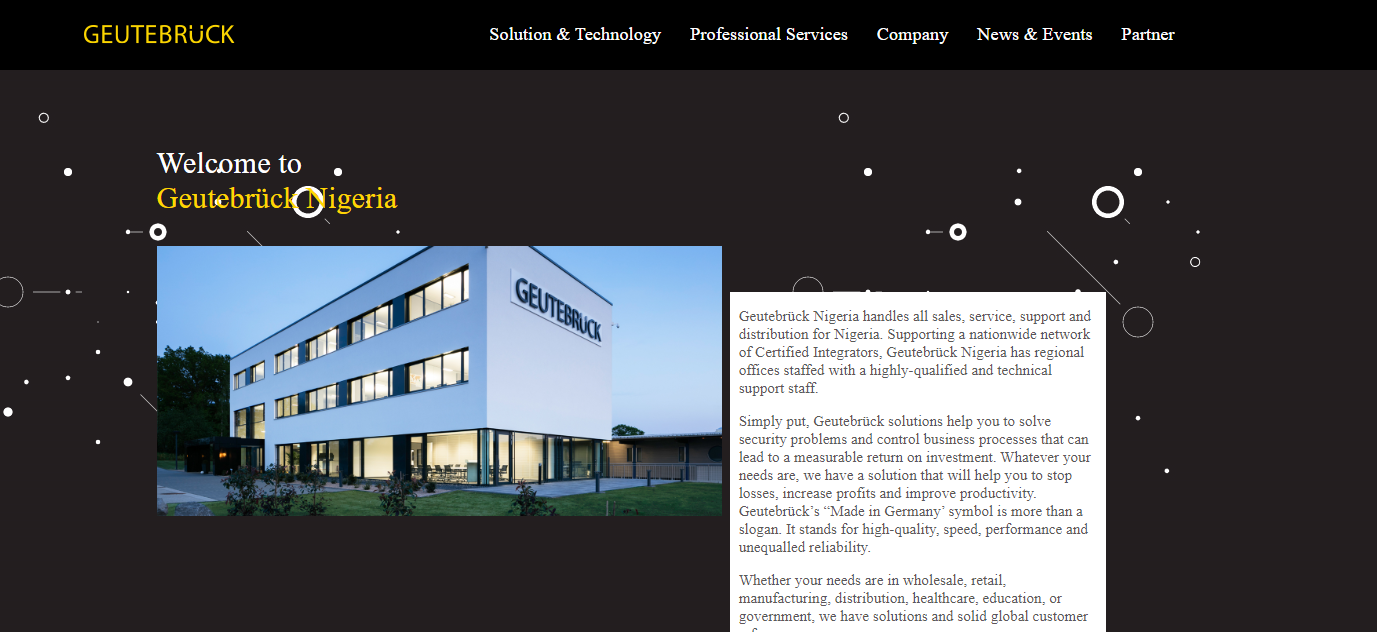 GEUTEBRÜCK
Solution & Technology
Professional Services
Company
News & Events
Partner
Welcome to
Geutebrück Nigeria
GEUTEBRÜCK
Geutebrück Nigeria handles all sales, service, support and
distribution for Nigeria. Supporting a nationwide network
of Certified Integrators, Geutebrück Nigeria has regional
offices staffed with a highly-qualified and technical
support staff.
Simply put, Geutebrück solutions help you to solve
security problems and control business processes that can
lead to a measurable return on investment. Whatever your
needs are, we have a solution that will help you to stop
losses, increase profits and improve productivity.
Geutebrück’s “Made in Germany’ symbol is more than a
slogan. It stands for high-quality, speed, performance and
unequalled reliability.
Whether your needs are in wholesale, retail,
manufacturing, distribution, healthcare, education, or
government, we have solutions and solid global customer